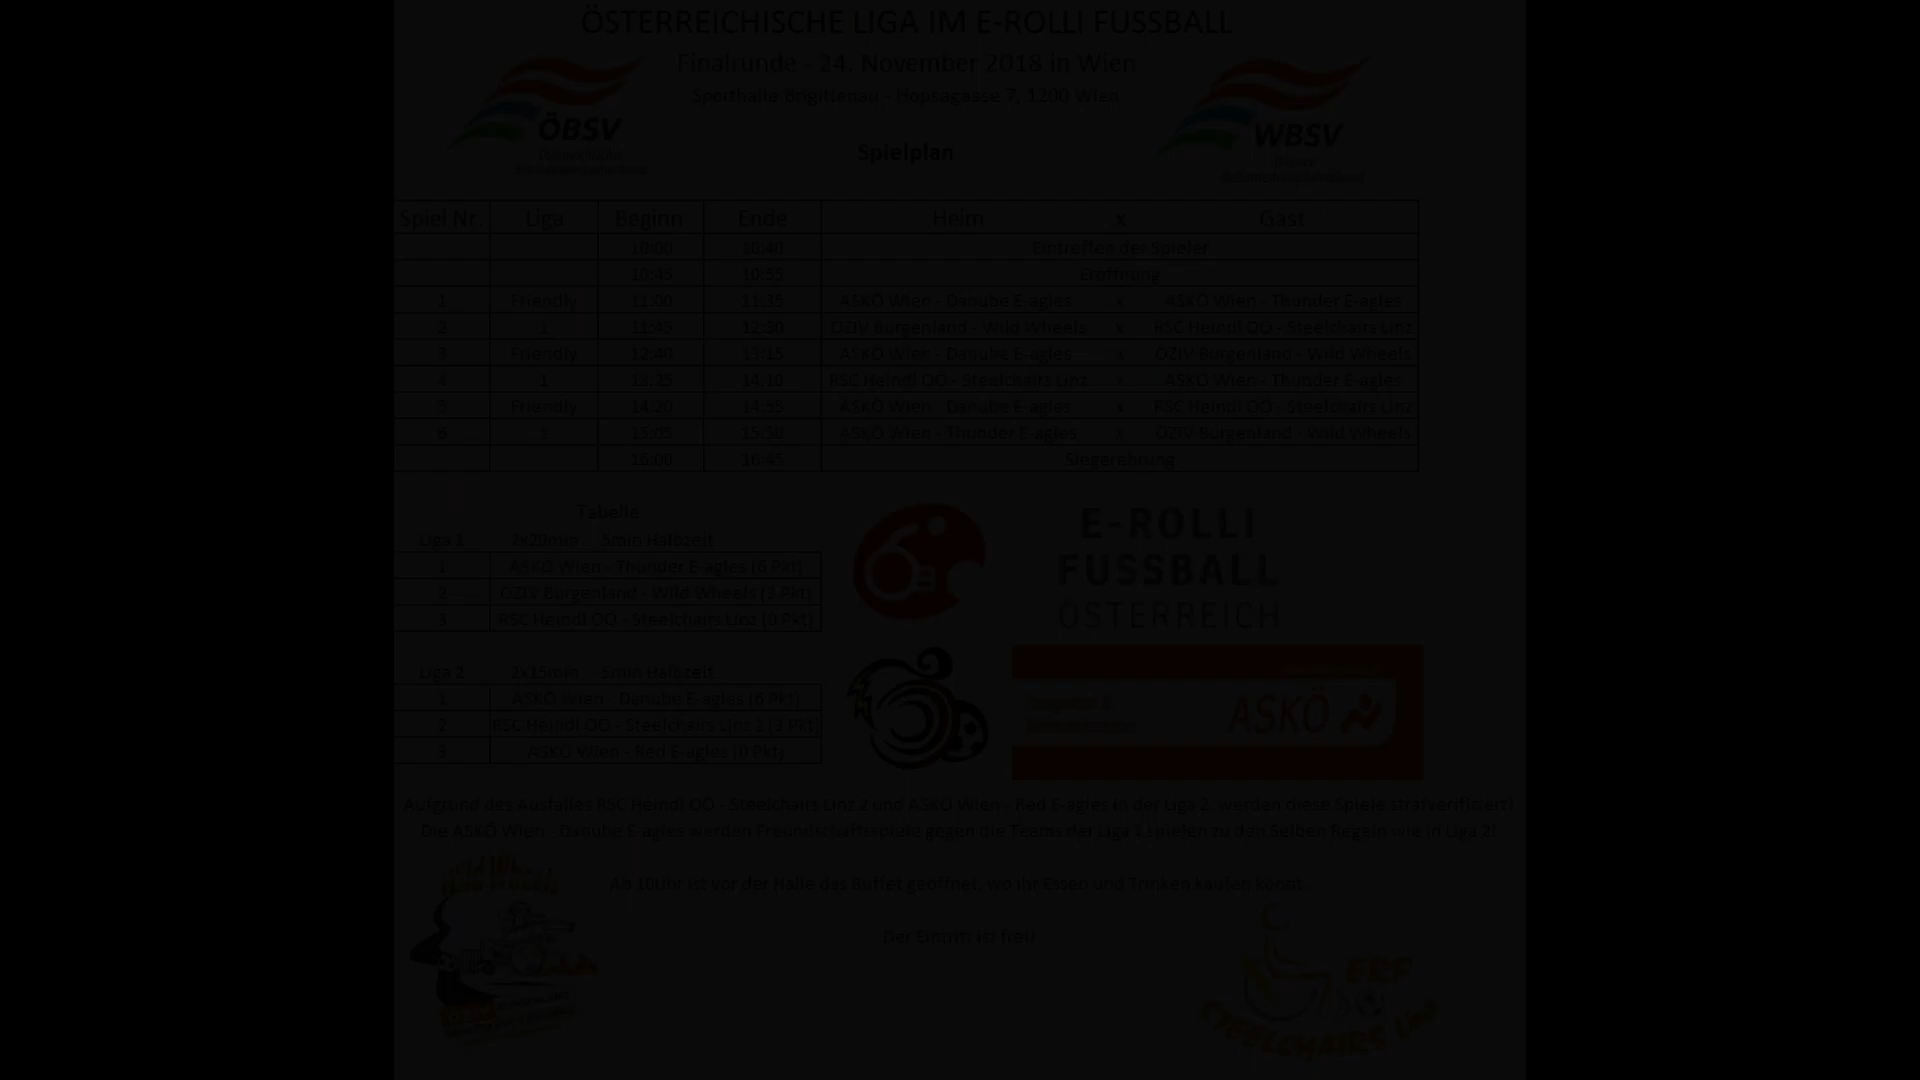 ÖSTERREICHISCHE LIGA IM E-ROLLI FUSSBALL
Finalrunde - 24. November 2018 in Wien
Sporthalle Brigittenau - Hopsagasse 7, 1200 Wien
ÖBSV
WBSV
Spielplan
Spiel Nr. Liga Beginn Ende Heim x Gast
10:00 10:40 Eintreffen der Spieler
10:45 10:55 Eröffnung
1 Friendly 11:00 11:35 ASKÖ Wien - Danube E-agles x ASKÖ Wien - Thunder E-agles
2 1 11:45 12:30 ÖZIV Burgenland - Wild Wheels x RSC Heindl OÖ - Steelchairs Linz
3 Friendly 12:40 13:15 ASKÖ Wien - Danube E-agles x ÖZIV Burgenland - Wild Wheels
4 1 13:25 14:10 RSC Heindl OÖ - Steelchairs Linz x ASKÖ Wien - Thunder E-agles
5 Friendly 14:20 14:55 ASKÖ Wien - Danube E-agles x RSC Heindl OÖ - Steelchairs Linz
6 1 15:05 15:50 ASKÖ Wien - Thunder E-agles x ÖZIV Burgenland - Wild Wheels
16:00 16:45 Siegerehrung
Tabelle
Liga 1 2x20min 5min Halbzeit
1 ASKÖ Wien - Thunder E-agles (6 Pkt)
2 ÖZIV Burgenland - Wild Wheels (3 Pkt)
3 RSC Heindl OÖ - Steelchairs Linz (0 Pkt)
E-ROLLI
FUSSBALL
ÖSTERREICH
Liga 2 2x15min 5min Halbzeit
1 ASKÖ Wien - Danube E-agles (6 Pkt)
2 RSC Heindl OÖ - Steelchairs Linz 2 (3 Pkt)
3 ASKÖ Wien - Red E-agles (0 Pkt)
ASKÖ
Aufgrund des Ausfalles RSC Heindl OÖ - Steelchairs Linz 2 und ASKÖ Wien - Red E-agles in der Liga 2, werden diese Spiele strafverifiziert!
Die ASKÖ Wien - Danube E-agles werden Freundschaftsspiele gegen die Teams der Liga 1 spielen zu den Selben Regeln wie in Liga 2!
Ab 10Uhr ist vor der Halle das Buffet geöffnet, wo ihr Essen und Trinken kaufen könnt
Der Eintritt ist frei!
ERF
STEELCHAIRS Linz